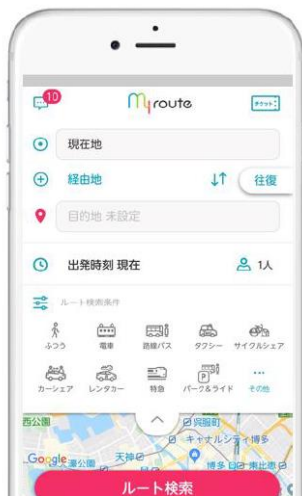 10
My route
チケット
現在地
経由地
往復
目的地 未設定
出発時刻 現在
1人
ルート検索条件
ふつう 電車 路線バス タクシー サイクルシェア
カーシェア レンタカー 特急 パーク&ライド その他
西公園
呉服町
キャナルシティ博多
Google
大濠公園
天神
博多
東比恵
ルート検索